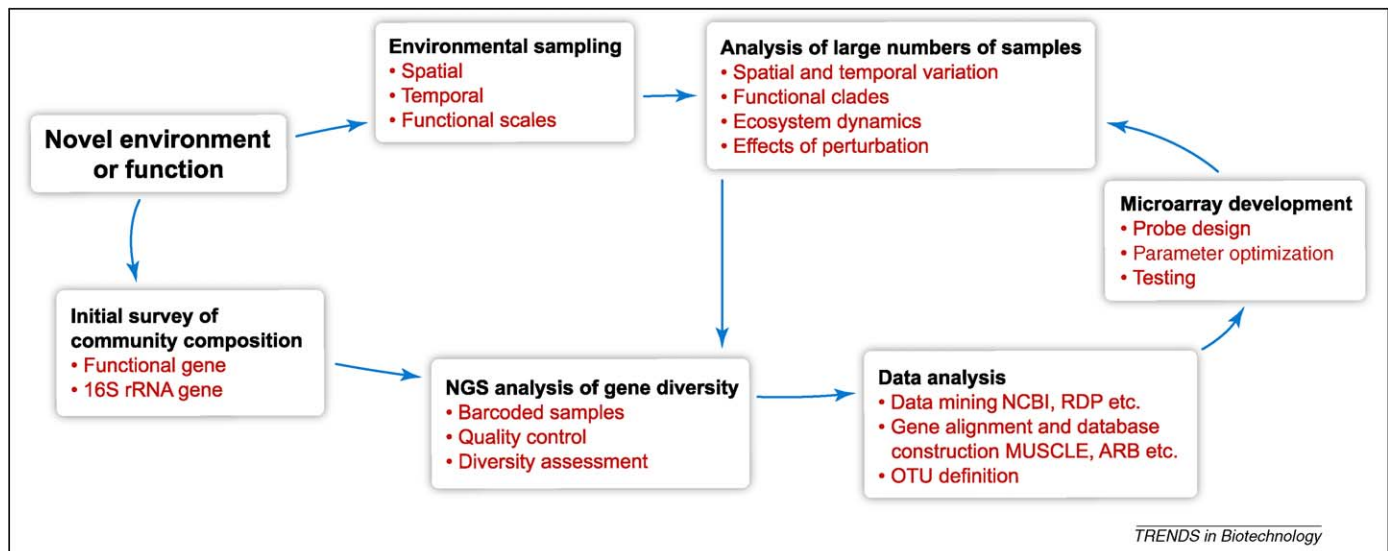 Novel environment
or function
Environmental sampling
• Spatial
• Temporal
• Functional scales
Analysis of large numbers of samples
• Spatial and temporal variation
• Functional clades
• Ecosystem dynamics
• Effects of perturbation
Microarray development
• Probe design
• Parameter optimization
• Testing
Initial survey of
community composition
• Functional gene
• 16S rRNA gene
NGS analysis of gene diversity
• Barcoded samples
• Quality control
• Diversity assessment
Data analysis
• Data mining NCBI, RDP etc.
• Gene alignment and database
construction MUSCLE, ARB etc.
• OTU definition
TRENDS in Biotechnology